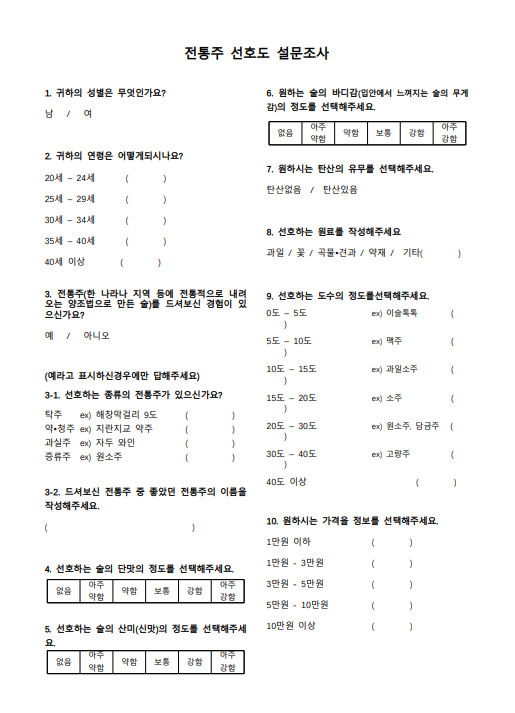 전통주 선호도 설문조사
1. 귀하의 성별은 무엇인가요?
남 / 여
2. 귀하의 연령은 어떻게되시나요?
20세 – 24세 ( )
25세 – 29세 ( )
30세 – 34세 ( )
35세 – 40세 ( )
40세 이상 ( )
3. 전통주(한 나라나 지역 등에 전통적으로 내려
오는 양조법으로 만든 술)를 드셔보신 경험이 있
으신가요?
예 / 아니오
(예라고 표시하신경우에만 답해주세요)
3-1. 선호하는 종류의 전통주가 있으신가요?
탁주 ex) 해창막걸리 9도 ( )
약•청주 ex) 지란지교 약주 ( )
과실주 ex) 자두 와인 ( )
증류주 ex) 원소주 ( )
3-2. 드셔보신 전통주 중 좋았던 전통주의 이름을
작성해주세요.
( )
4. 선호하는 술의 단맛의 정도를 선택해주세요.
없음 아주 약함 약함 보통 강함 아주 강함
5. 선호하는 술의 산미(신맛)의 정도를 선택해주세
요.
없음 아주 약함 약함 보통 강함 아주 강함
6. 원하는 술의 바디감(입안에서 느껴지는 술의 무게
감)의 정도를 선택해주세요.
없음 아주 약함 약함 보통 강함 아주 강함
7. 원하시는 탄산의 유무를 선택해주세요.
탄산없음 / 탄산있음
8. 선호하는 원료를 작성해주세요
과일 / 꽃 / 곡물•견과 / 약재 / 기타( )
9. 선호하는 도수의 정도를선택해주세요.
0도 – 5도 ex) 이슬톡톡 (
)
5도 – 10도 ex) 맥주 (
)
10도 – 15도 ex) 과일소주 (
)
15도 – 20도 ex) 소주 (
)
20도 – 30도 ex) 원소주, 담금주 (
)
30도 – 40도 ex) 고량주 (
)
40도 이상 ( )
10. 원하시는 가격을 정보를 선택해주세요.
1만원 이하 ( )
1만원 - 3만원 ( )
3만원 - 5만원 ( )
5만원 - 10만원 ( )
10만원 이상 ( )